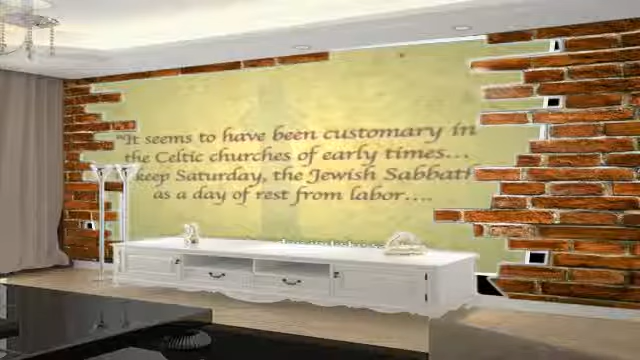 "It seems to have been customary in
the Celtic churches of early times...
keep Saturday, the Jewish Sabbath
as a day of rest from labor....